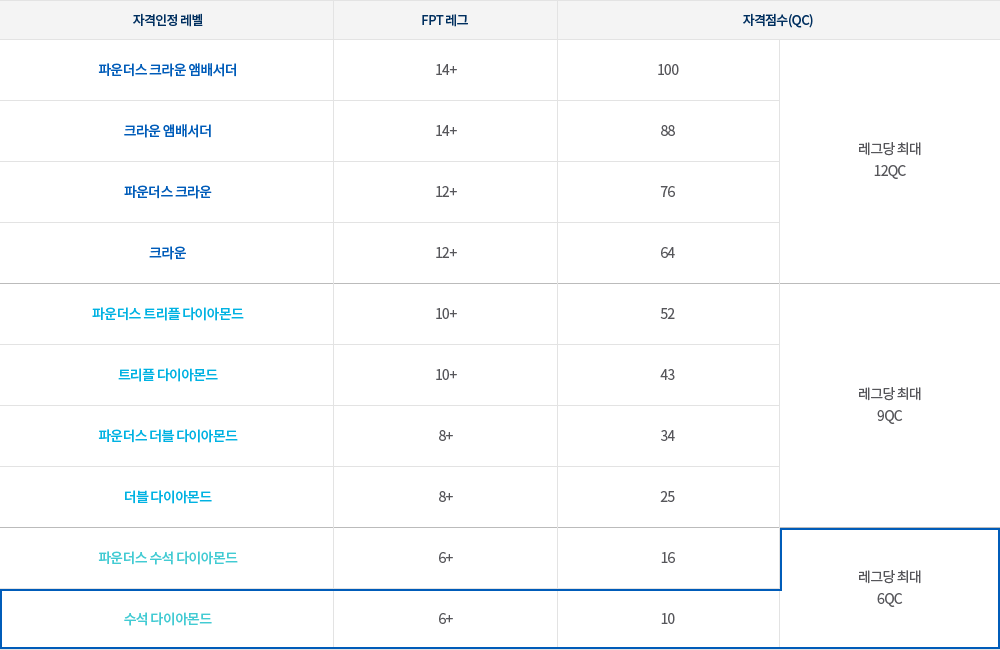 자격인정 레벨 FPT 레그 자격점수(QC)
파운더스 크라운 앰배서더 14+ 100
크라운 앰배서더 14+ 88
레그당 최대
12QC
파운더스 크라운 12+ 76
크라운 12+ 64
파운더스 트리플 다이아몬드 10+ 52
트리플 다이아몬드 10+ 43
레그당 최대
9QC
파운더스 더블 다이아몬드 8+ 34
더블 다이아몬드 8+ 25
파운더스 수석 다이아몬드 6+ 16
레그당 최대
6QC
수석 다이아몬드 6+ 10